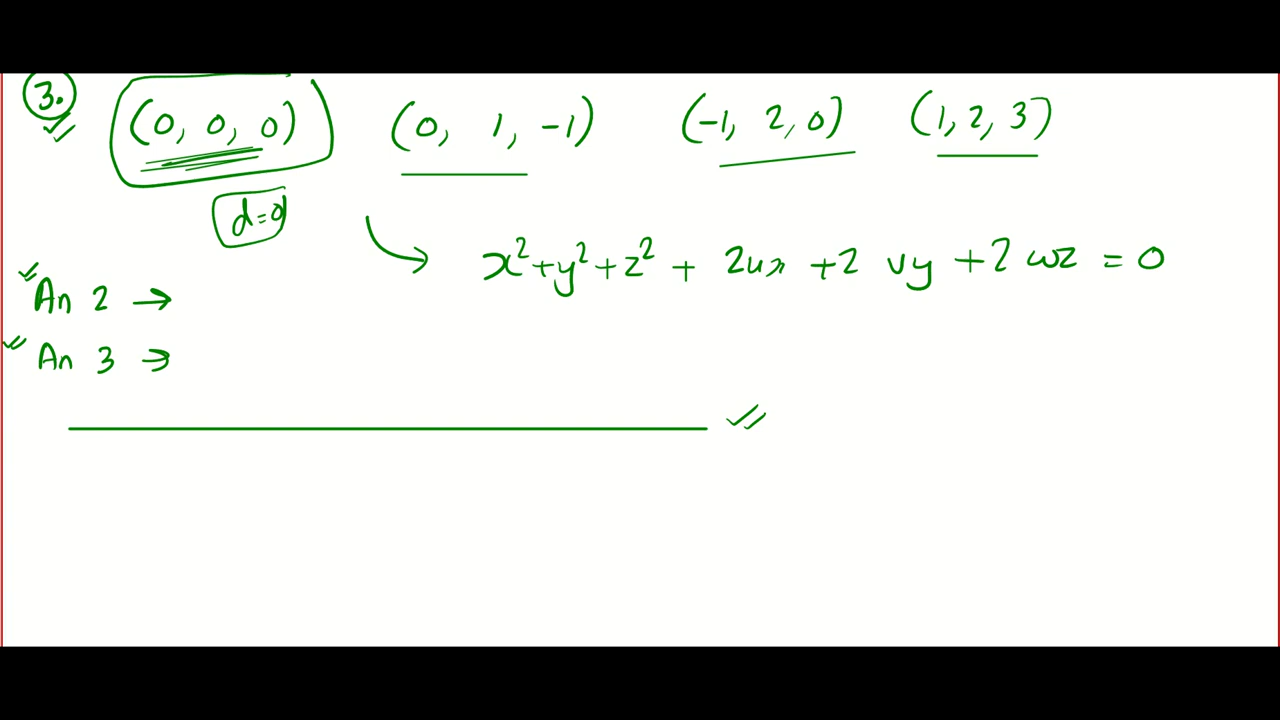 3. (0, 0, 0) (0, 1, -1) (-1, 2, 0) (1, 2, 3)
d=0
x²+y²+z² + 2ux +2 vy +2 wz = 0
An 2 →
An 3 →